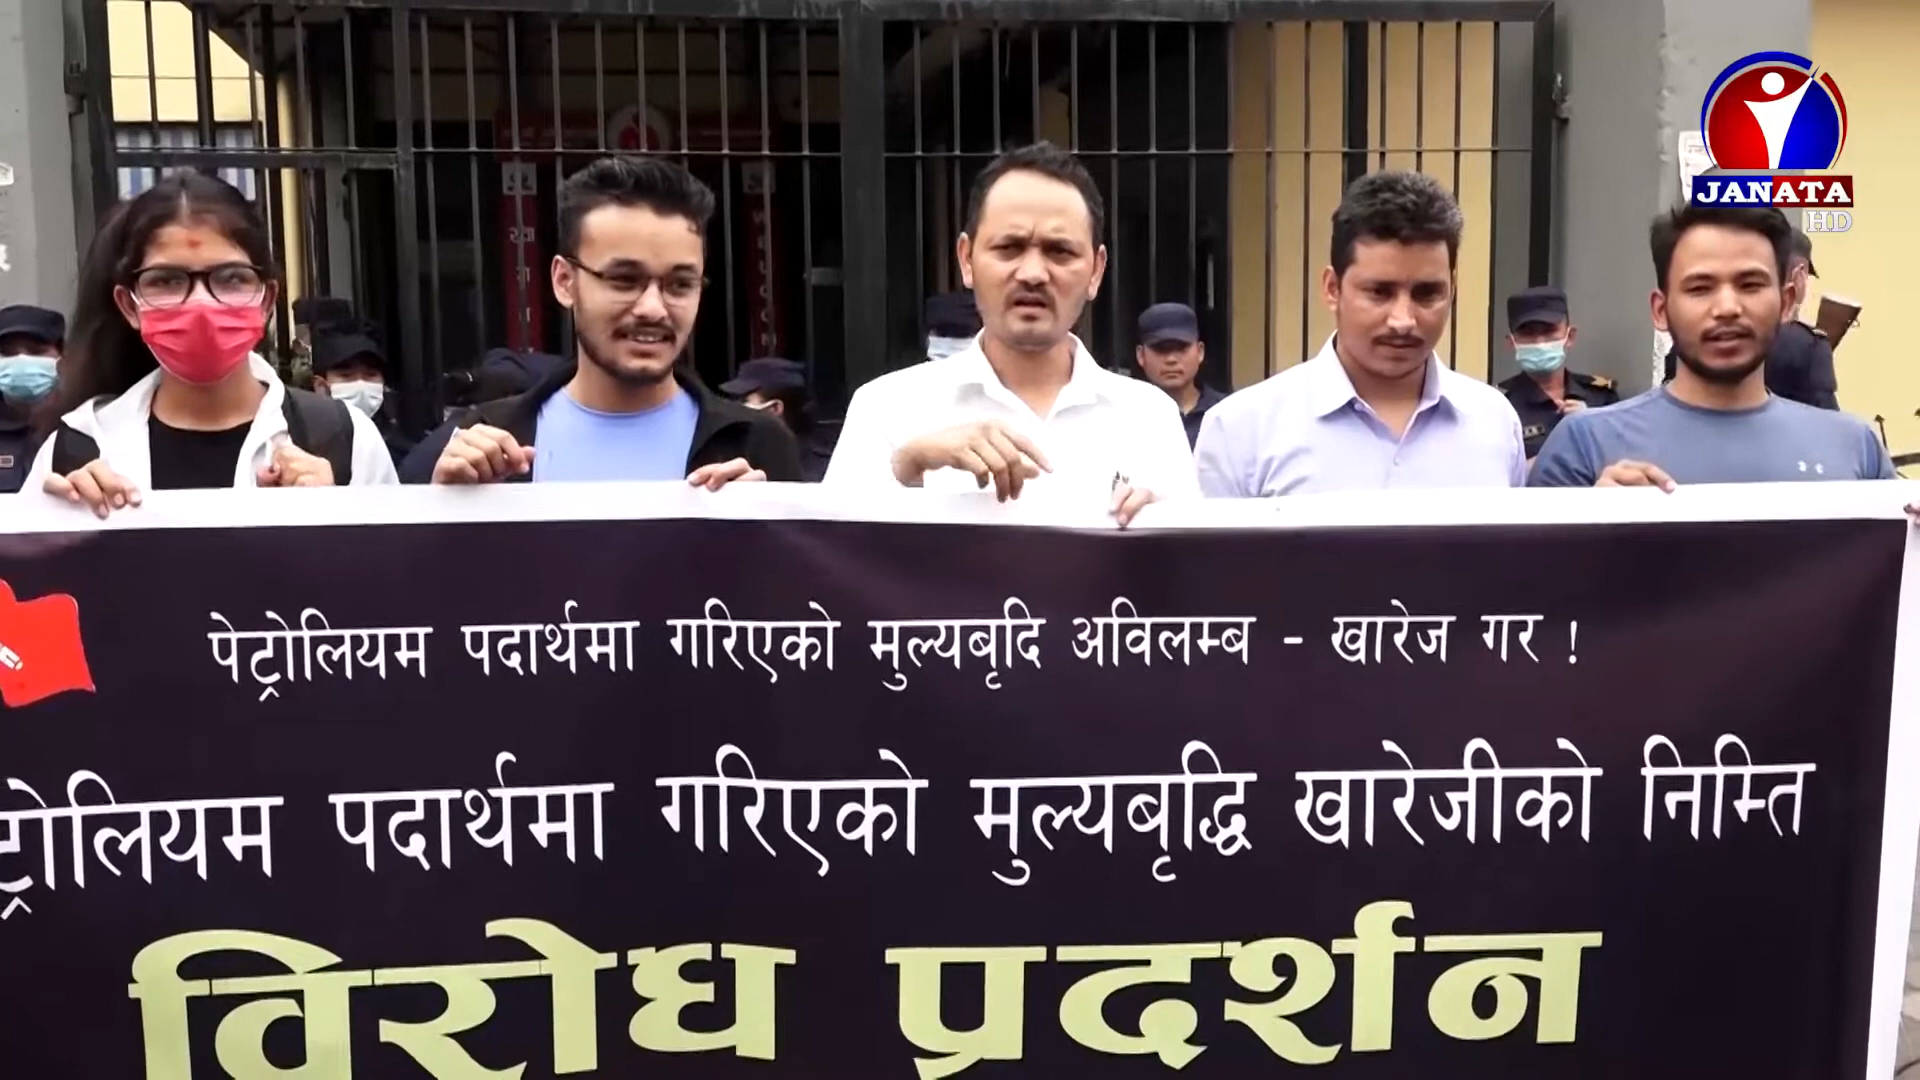 JANATA
HD
पेट्रोलियम पदार्थमा गरिएको मुल्यबृदि अविलम्ब - खारेज गर !
ट्रोलियम पदार्थमा गरिएको मुल्यबृद्धि खारेजीको निम्ति
विरोध प्रदर्शन